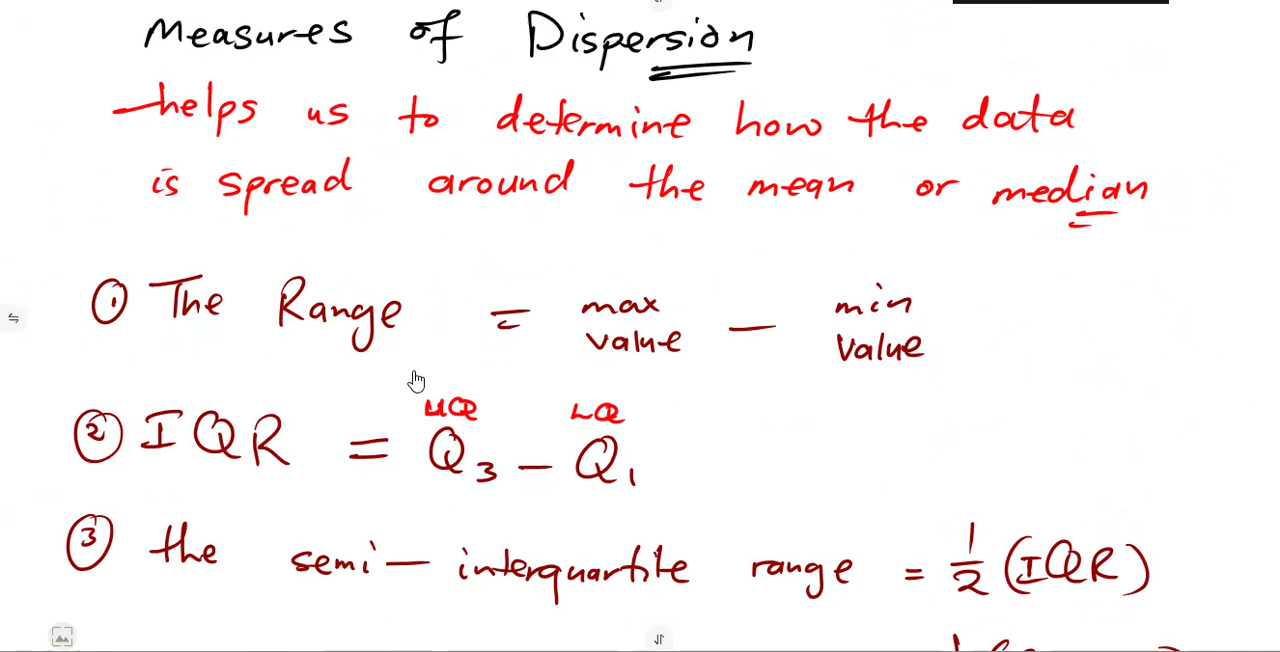 Measures of Dispersion
- helps us to determine how the data
is spread around the mean or median
① The Range = max value - min value
② IQR = Q₃ - Q₁
UQ LQ
③ the semi-interquartile range = 1/2 (IQR)